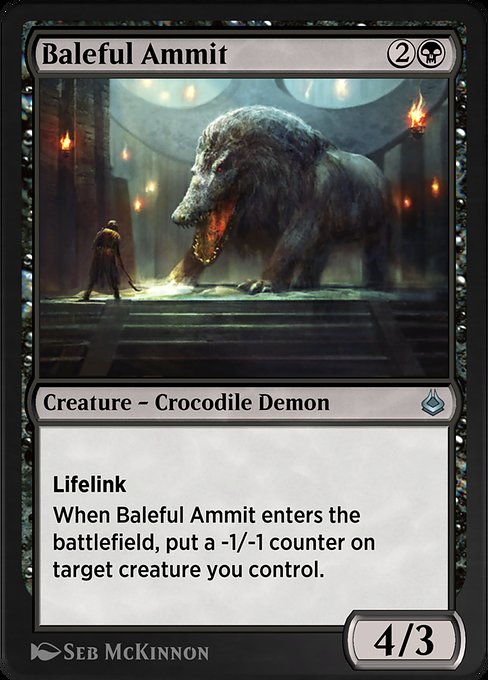 Baleful Ammit 2
Creature – Crocodile Demon
Lifelink
When Baleful Ammit enters the
battlefield, put a -1/-1 counter on
target creature you control.
4/3
Seb McKinnon